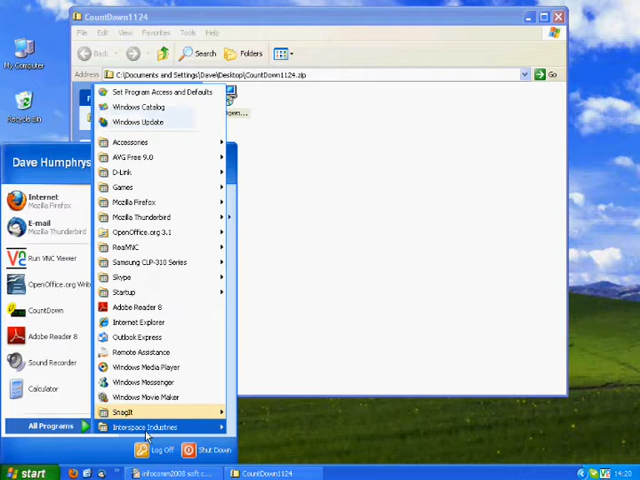 CountDown1124
File Edit View Favorites Tools Help
Back Search Folders
Address C:\Documents and Settings\Dave\Desktop\CountDown1124.zip Go
My Computer
Recycle Bin
Dave Humphrys
Internet
Mozilla Firefox
E-mail
Mozilla Thunderbird
Run VNC Viewer
OpenOffice.org Writ
CountDown
Adobe Reader 8
Sound Recorder
Calculator
All Programs
Set Program Access and Defaults
Windows Catalog
Windows Update
Accessories
AVG Free 9.0
D-Link
Games
Mozilla Firefox
Mozilla Thunderbird
OpenOffice.org 3.1
RealVNC
Samsung CLP-310 Series
Skype
Startup
Adobe Reader 8
Internet Explorer
Outlook Express
Remote Assistance
Windows Media Player
Windows Messenger
Windows Movie Maker
SnagIt
Interspace Industries
Log Off Shut Down
start infocomm2008 soft c... CountDown1124 14:20